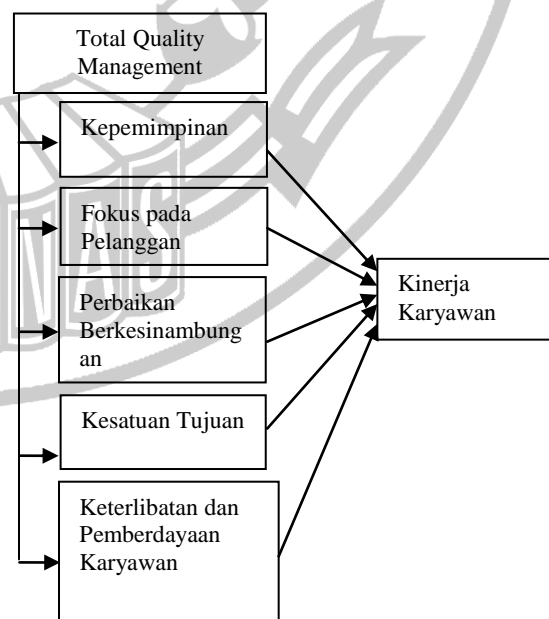 Total Quality
Management
Kepemimpinan
Fokus pada
Pelanggan
Perbaikan
Berkesinambung
an
Kesatuan Tujuan
Keterlibatan dan
Pemberdayaan
Karyawan
Kinerja
Karyawan